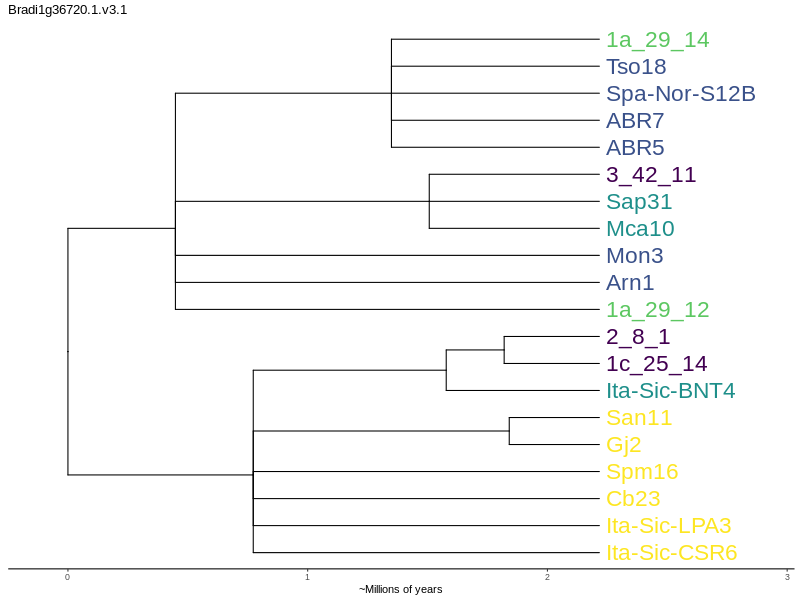 Bradi1g36720.1.v3.1
1a_29_14
Tso18
Spa-Nor-S12B
ABR7
ABR5
3_42_11
Sap31
Mca10
Mon3
Arn1
1a_29_12
2_8_1
1c_25_14
Ita-Sic-BNT4
San11
Gj2
Spm16
Cb23
Ita-Sic-LPA3
Ita-Sic-CSR6
0 1 2 3
~Millions of years